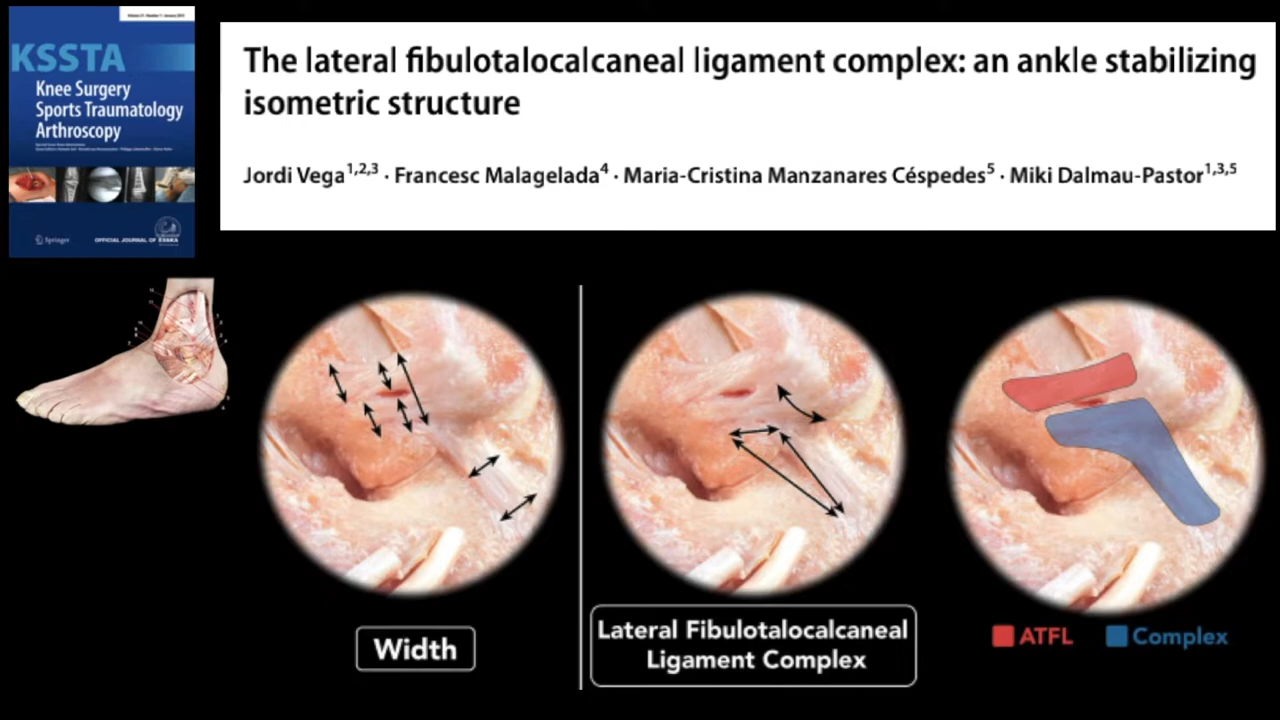 KSSTA
Knee Surgery
Sports Traumatology
Arthroscopy
Springer
OFFICIAL JOURNAL OF ESSKA
The lateral fibulotalocalcaneal ligament complex: an ankle stabilizing
isometric structure
Jordi Vega1,2,3 · Francesc Malagelada4 · Maria-Cristina Manzanares Céspedes5 · Miki Dalmau-Pastor1,3,5
Width
Lateral Fibulotalocalcaneal
Ligament Complex
ATFL
Complex